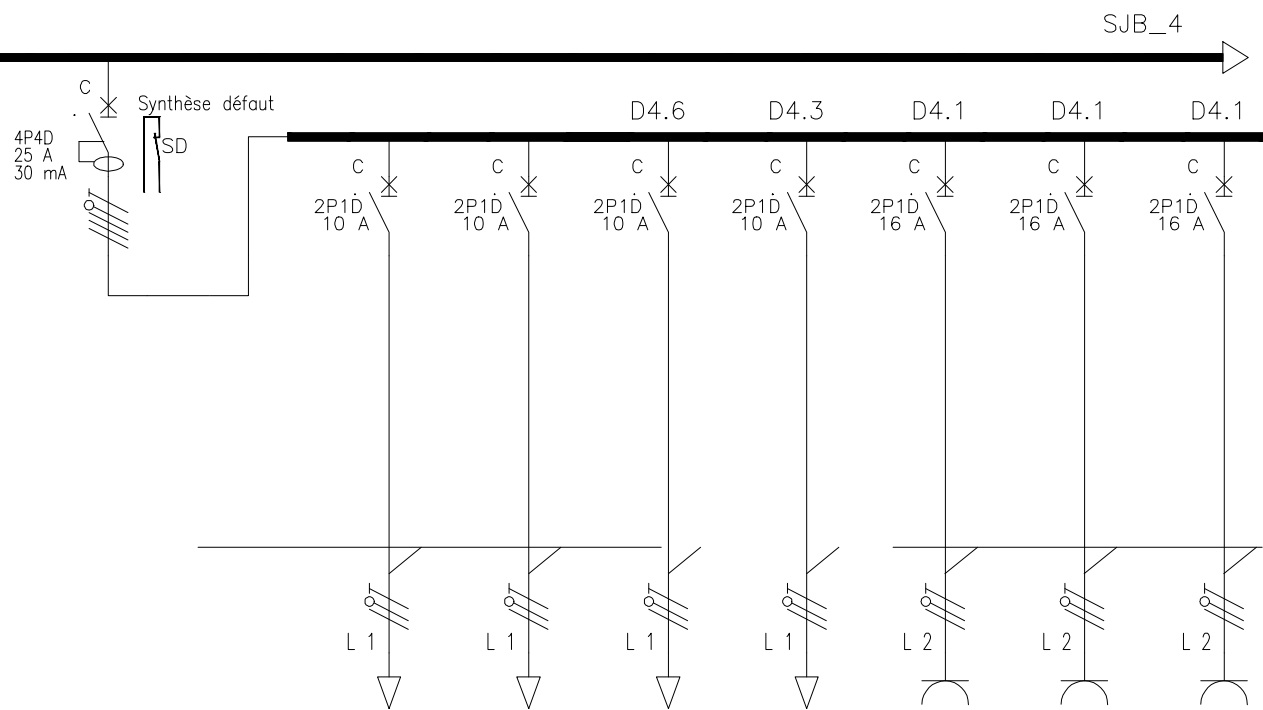 SJB_4
C
Synthèse défaut
4P4D
25 A
30 mA
SD
D4.6
D4.3
D4.1
D4.1
D4.1
C
2P1D
10 A
C
2P1D
10 A
C
2P1D
10 A
C
2P1D
10 A
C
2P1D
16 A
C
2P1D
16 A
C
2P1D
16 A
L 1
L 1
L 1
L 1
L 2
L 2
L 2